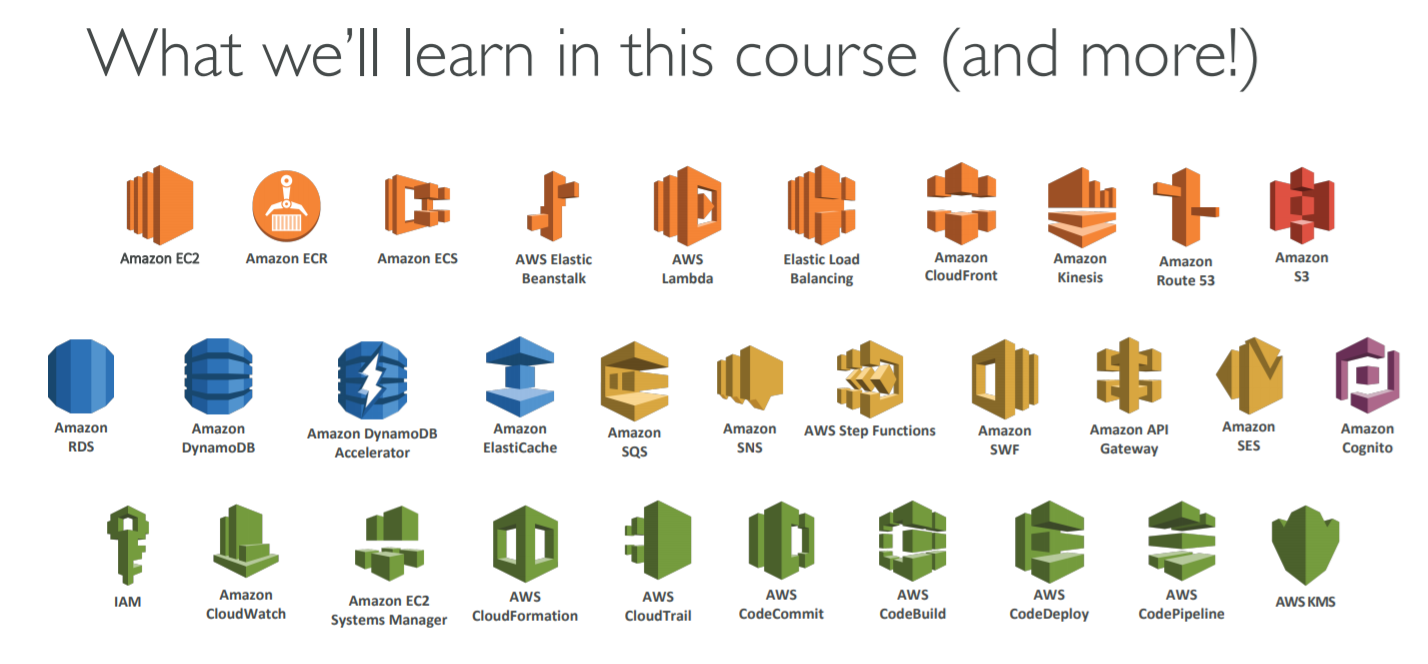 What we'll learn in this course (and more!)
Amazon EC2
Amazon ECR
Amazon ECS
AWS Elastic
Beanstalk
AWS
Lambda
Elastic Load
Balancing
Amazon
CloudFront
Amazon
Kinesis
Amazon
Route 53
Amazon
S3
Amazon
RDS
Amazon
DynamoDB
Amazon DynamoDB
Accelerator
Amazon
ElastiCache
Amazon
SQS
Amazon
SNS
AWS Step Functions
Amazon
SWF
Amazon API
Gateway
Amazon
SES
Amazon
Cognito
IAM
Amazon
CloudWatch
Amazon EC2
Systems Manager
AWS
CloudFormation
AWS
CloudTrail
AWS
CodeCommit
AWS
CodeBuild
AWS
CodeDeploy
AWS
CodePipeline
AWS KMS